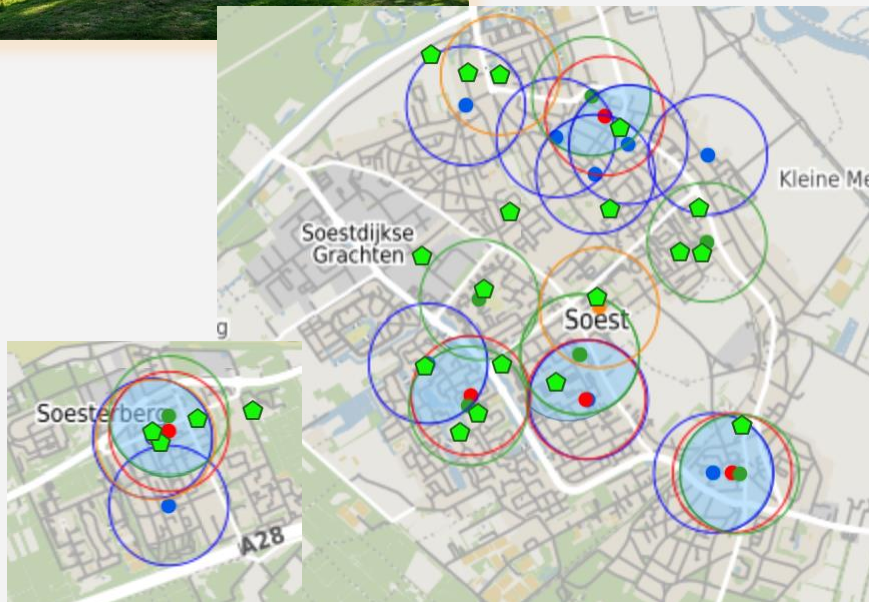 Kleine Me
Soestdijkse
Grachten
Soest
g
Soesterberg
A28